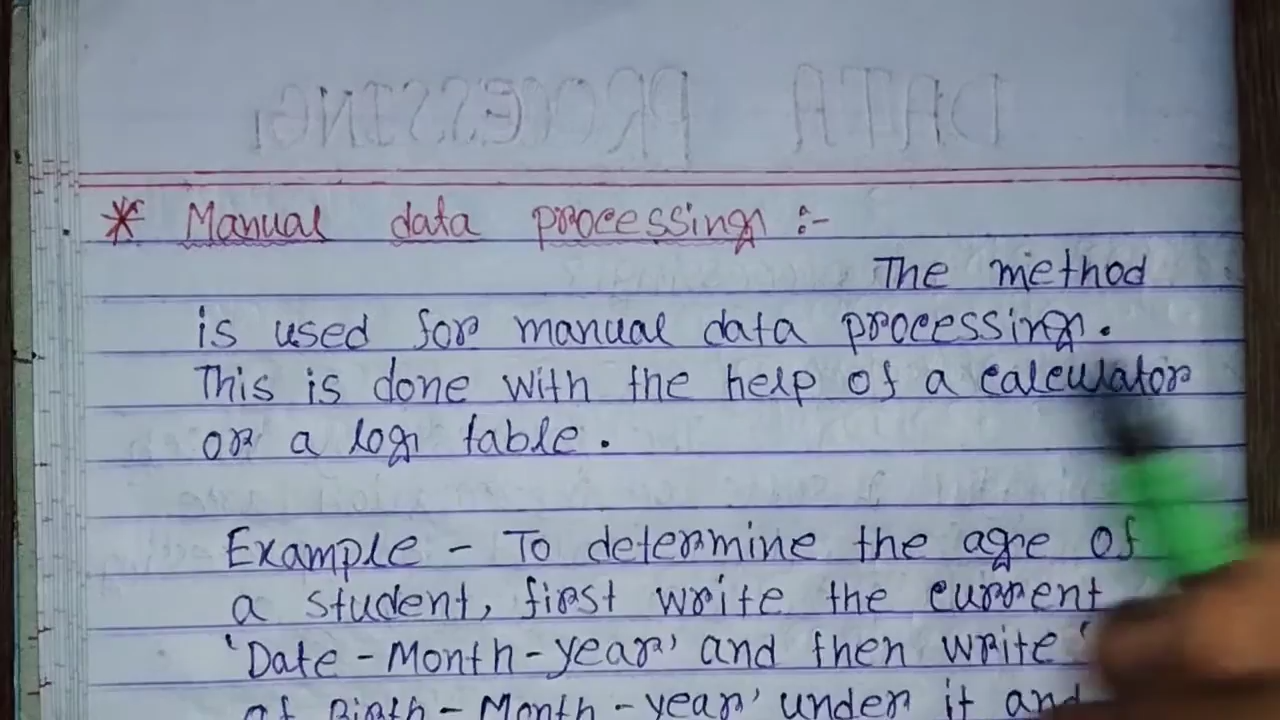 DATA PROCESSING
* Manual data processing :-
The method
is used for manual data processing.
This is done with the help of a calculator
or a log table.
Example - To determine the age of
a student, first write the current
'Date - Month - year' and then write '
of Birth - Month - year' under it and